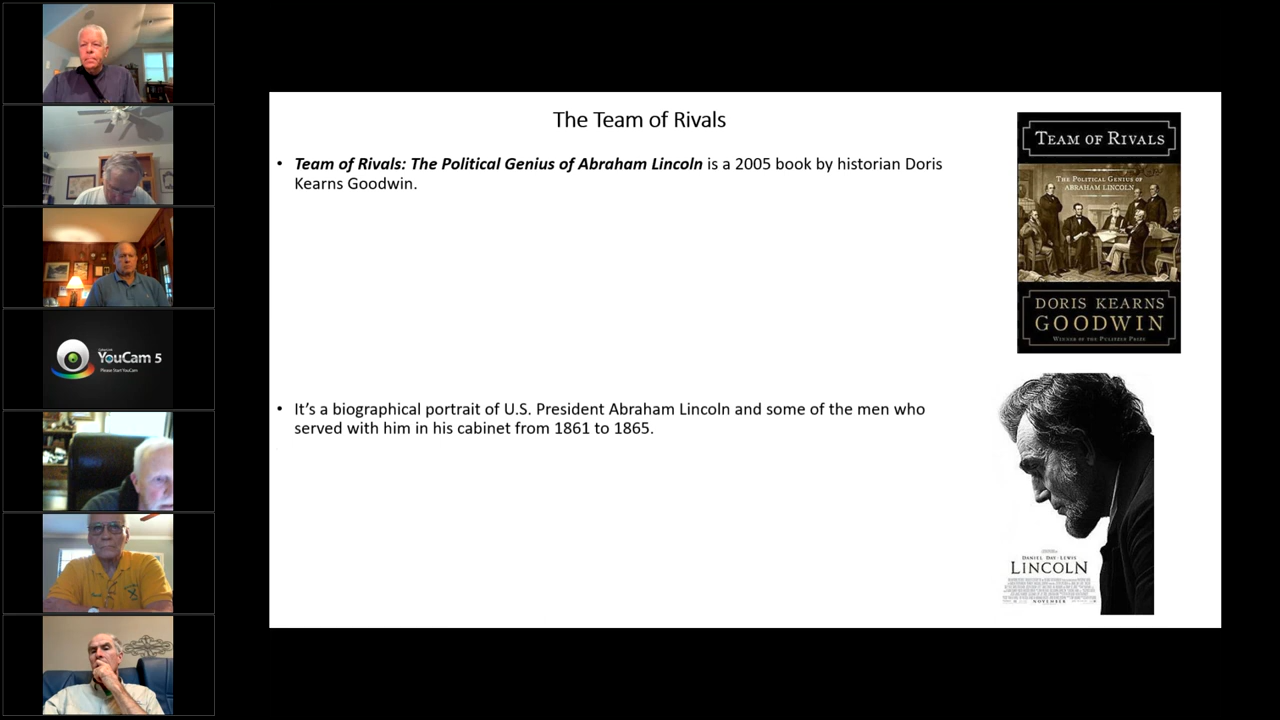 YouCam 5
Please Start YouCam
The Team of Rivals
• Team of Rivals: The Political Genius of Abraham Lincoln is a 2005 book by historian Doris
Kearns Goodwin.
• It's a biographical portrait of U.S. President Abraham Lincoln and some of the men who
served with him in his cabinet from 1861 to 1865.
TEAM OF RIVALS
THE POLITICAL GENIUS OF
ABRAHAM LINCOLN
DORIS KEARNS
GOODWIN
WINNER OF THE PULITZER PRIZE
DANIEL DAY-LEWIS
LINCOLN
NOVEMBER